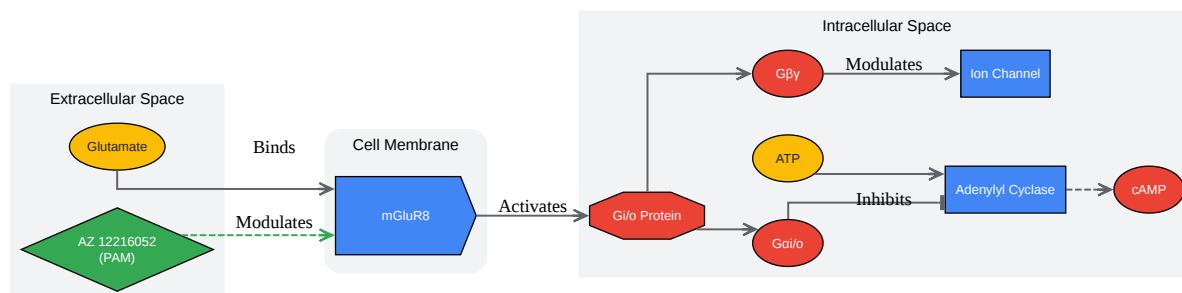 Intracellular Space
Gβγ
Modulates
Ion Channel
Extracellular Space
Glutamate
Binds
Cell Membrane
ATP
Adenylyl Cyclase
cAMP
Inhibits
mGluR8
Activates
Gi/o Protein
Modulates
AZ 12216052
(PAM)
Gαi/o